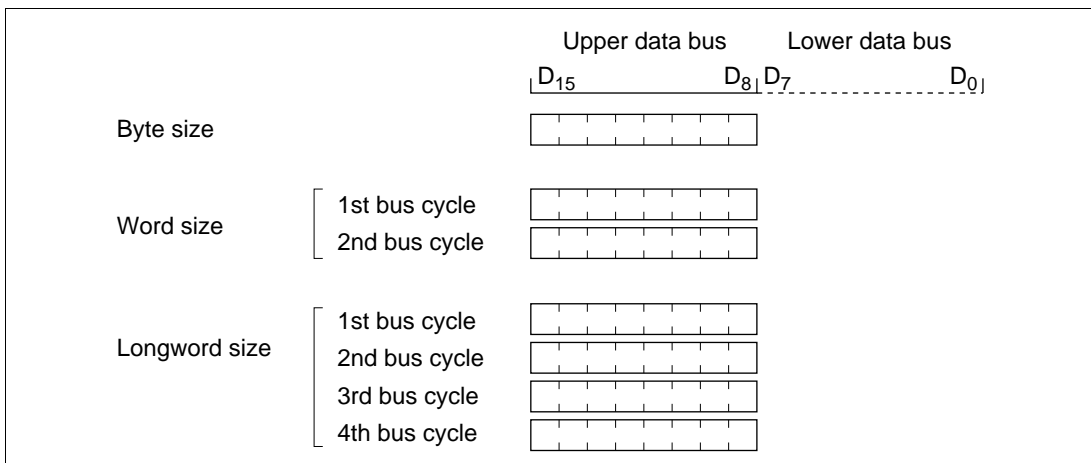 Upper data bus Lower data bus
D15 D8 D7 D0
Byte size
Word size
1st bus cycle
2nd bus cycle
Longword size
1st bus cycle
2nd bus cycle
3rd bus cycle
4th bus cycle